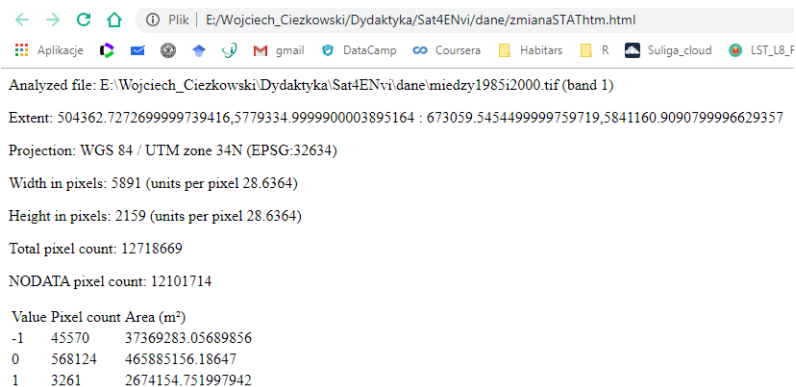 Plik | E:/Wojciech_Ciezkowski/Dydaktyka/Sat4ENvi/dane/zmianaSTAThtm.html
Aplikacje gmail DataCamp Coursera Habitars R Suliga_cloud LST_L8_F
Analyzed file: E:\Wojciech_Ciezkowski\Dydaktyka\Sat4ENvi\dane\miedzy1985i2000.tif (band 1)
Extent: 504362.7272699999739416,5779334.9999900003895164 : 673059.5454499999759719,5841160.9090799996629357
Projection: WGS 84 / UTM zone 34N (EPSG:32634)
Width in pixels: 5891 (units per pixel 28.6364)
Height in pixels: 2159 (units per pixel 28.6364)
Total pixel count: 12718669
NODATA pixel count: 12101714
Value Pixel count Area (m²)
-1 45570 37369283.05689856
0 568124 465885156.18647
1 3261 2674154.751997942